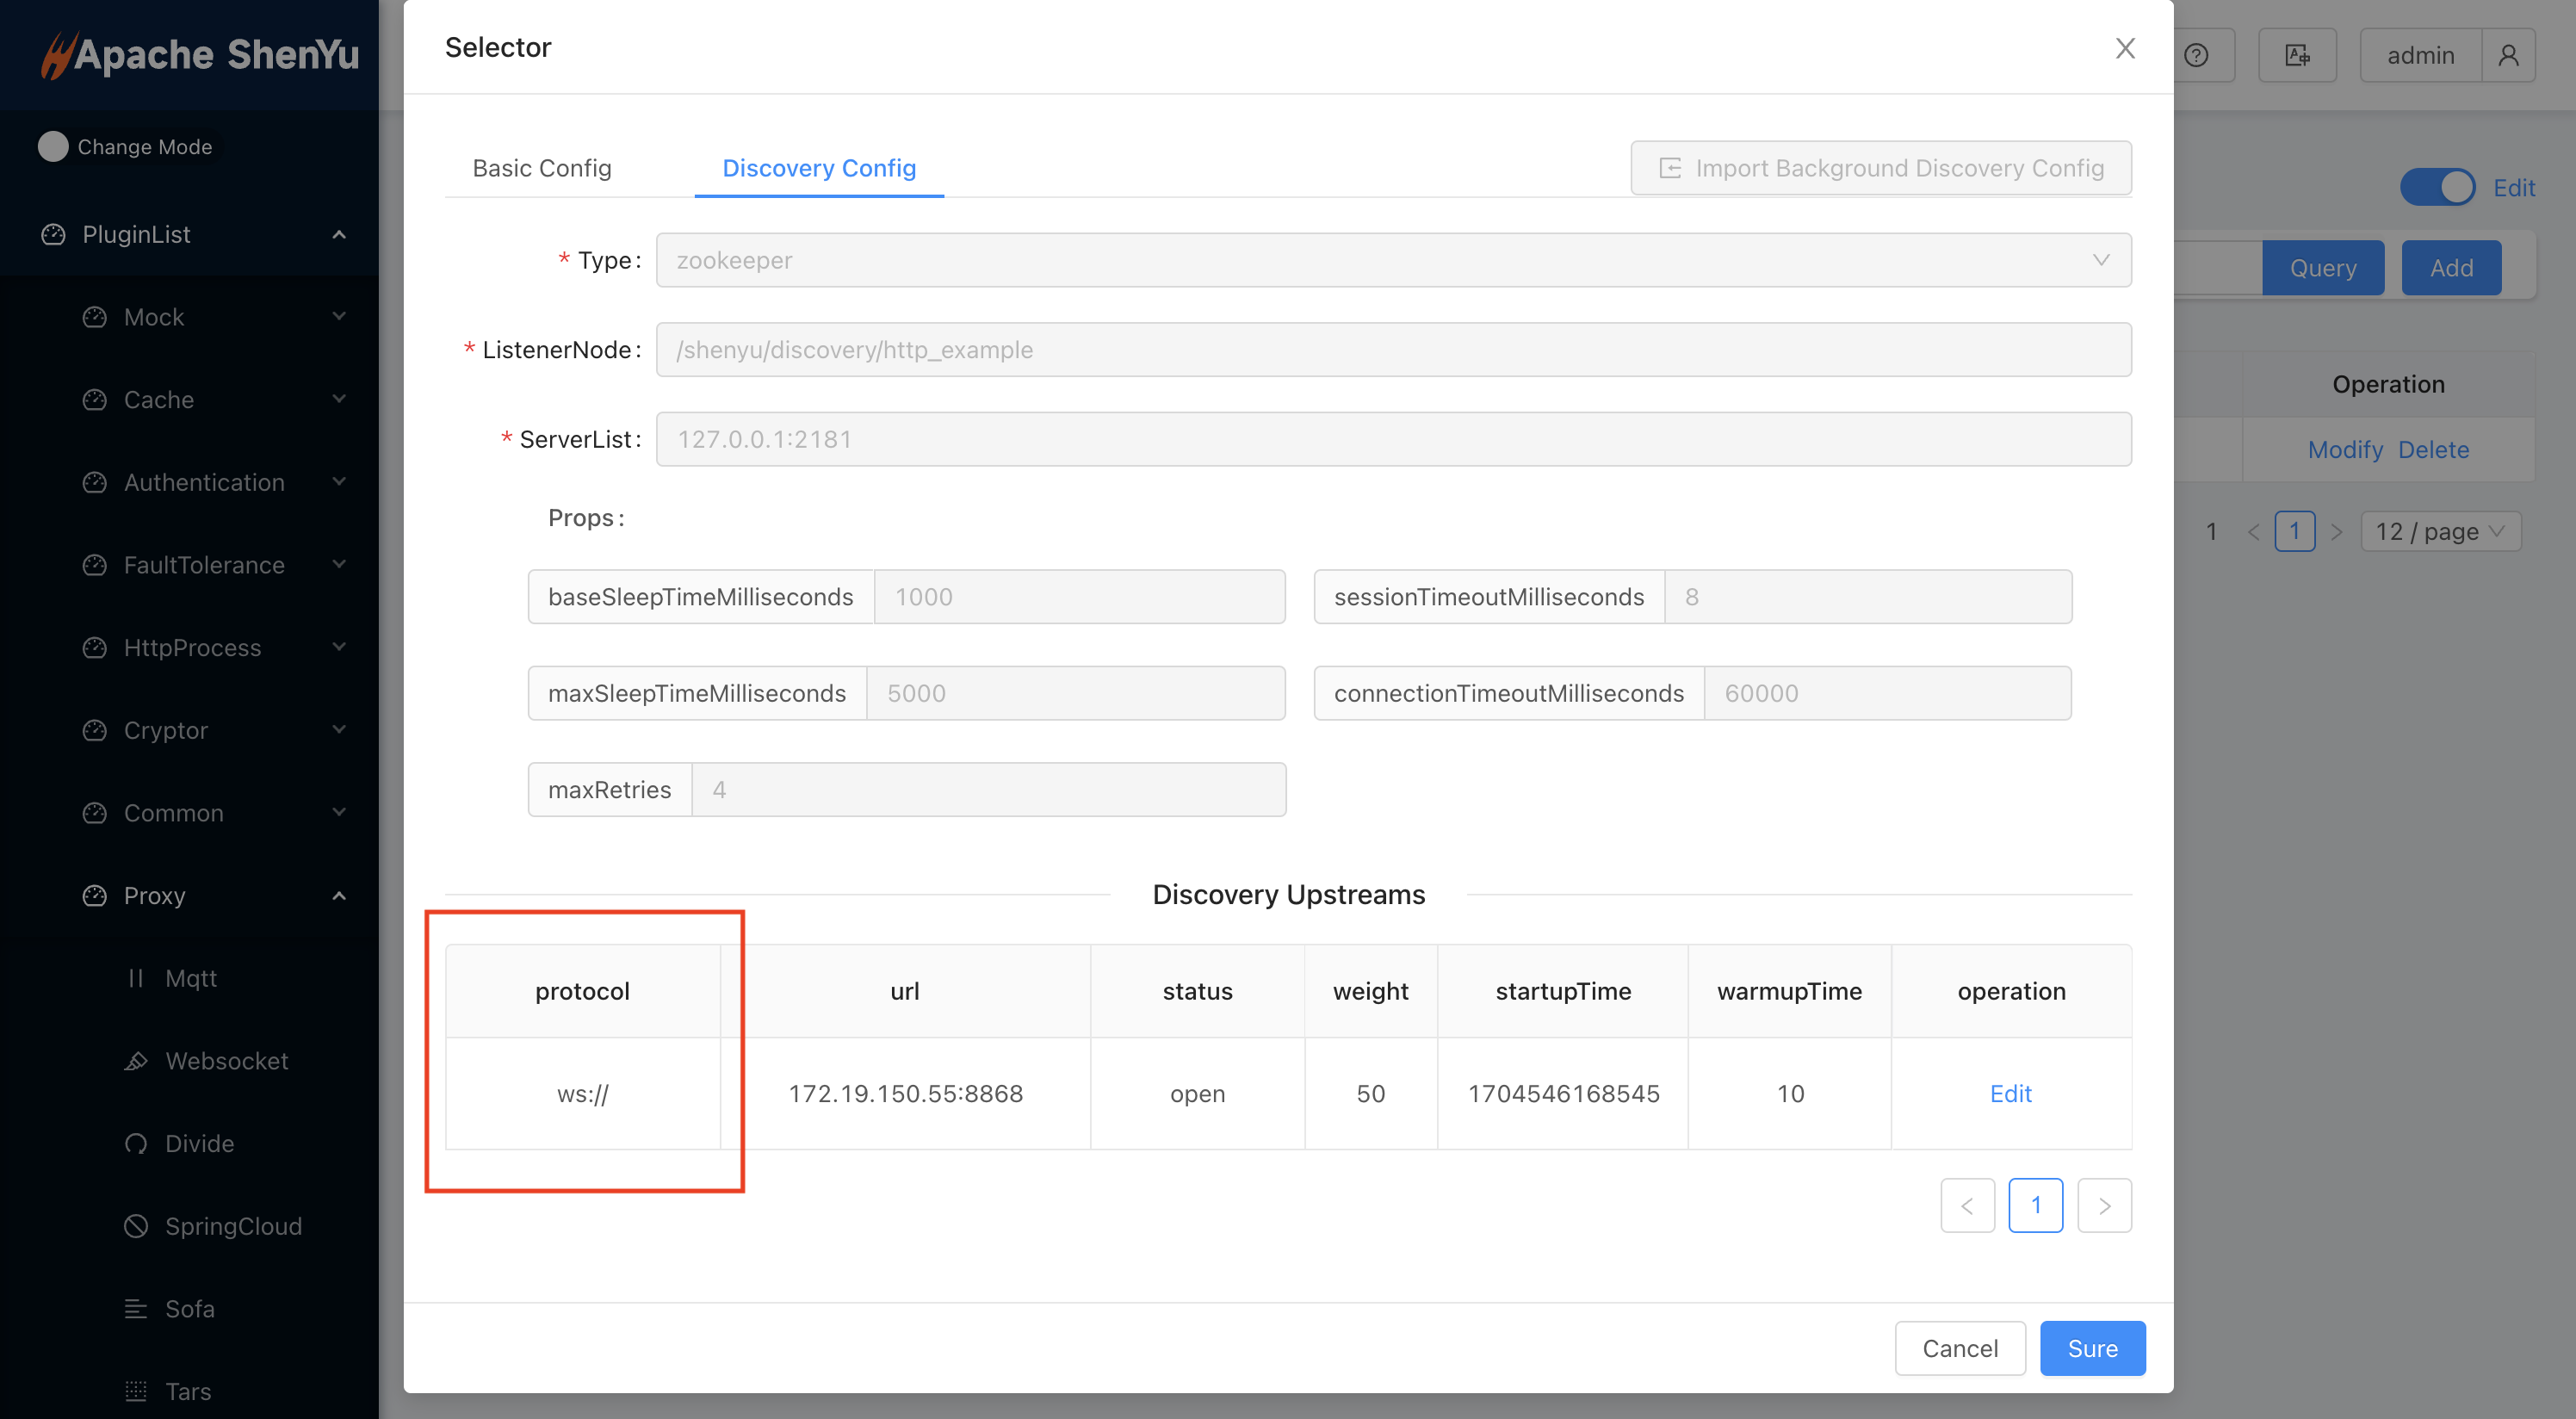 Apache ShenYu
Change Mode
PluginList
Mock
Cache
Authentication
FaultTolerance
HttpProcess
Cryptor
Common
Proxy
Mqtt
Websocket
Divide
SpringCloud
Sofa
Tars
Selector
Basic Config
Discovery Config
Import Background Discovery Config
* Type:
zookeeper
* ListenerNode:
/shenyu/discovery/http_example
* ServerList:
127.0.0.1:2181
Props:
baseSleepTimeMilliseconds 1000
sessionTimeoutMilliseconds 8
maxSleepTimeMilliseconds 5000
connectionTimeoutMilliseconds 60000
maxRetries 4
Discovery Upstreams
protocol url status weight startupTime warmupTime operation
ws:// 172.19.150.55:8868 open 50 1704546168545 10 Edit
< 1 >
Cancel Sure
admin
Edit
Query Add
Operation
Modify Delete
1 < 1 > 12 / page